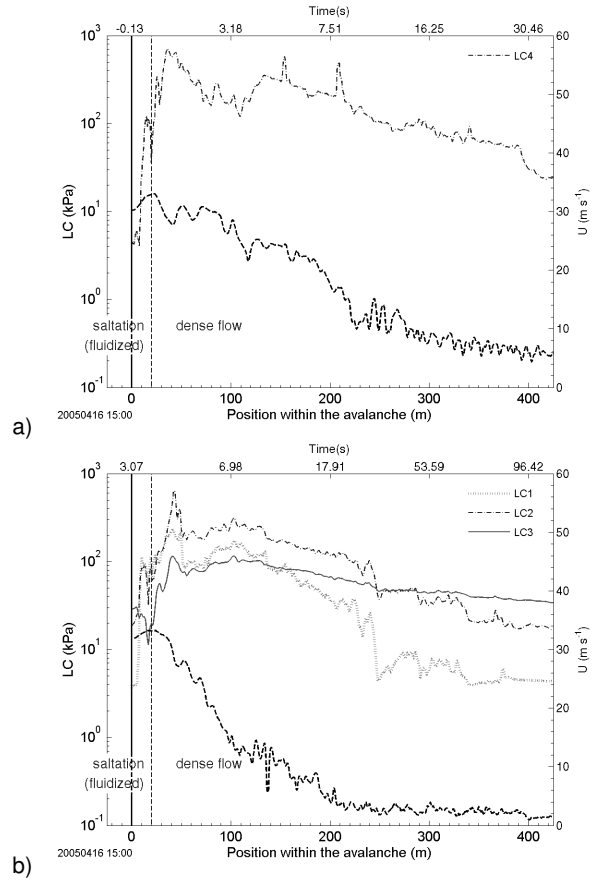 Time(s)
-0.13 3.18 7.51 16.25 30.46
10³ 60
LC4
50
10²
40
LC (kPa)
10¹ 30
U (m s⁻¹)
20
10⁰
saltation dense flow 10
(fluidized)
10⁻¹ 0
0 100 200 300 400
a)
20050416 15:00 Position within the avalanche (m)
Time(s)
3.07 6.98 17.91 53.59 96.42
10³ 60
LC1
LC2
50
LC3
10²
40
LC (kPa)
10¹ 30
U (m s⁻¹)
20
10⁰
saltation dense flow 10
(fluidized)
10⁻¹ 0
0 100 200 300 400
b)
20050416 15:00 Position within the avalanche (m)